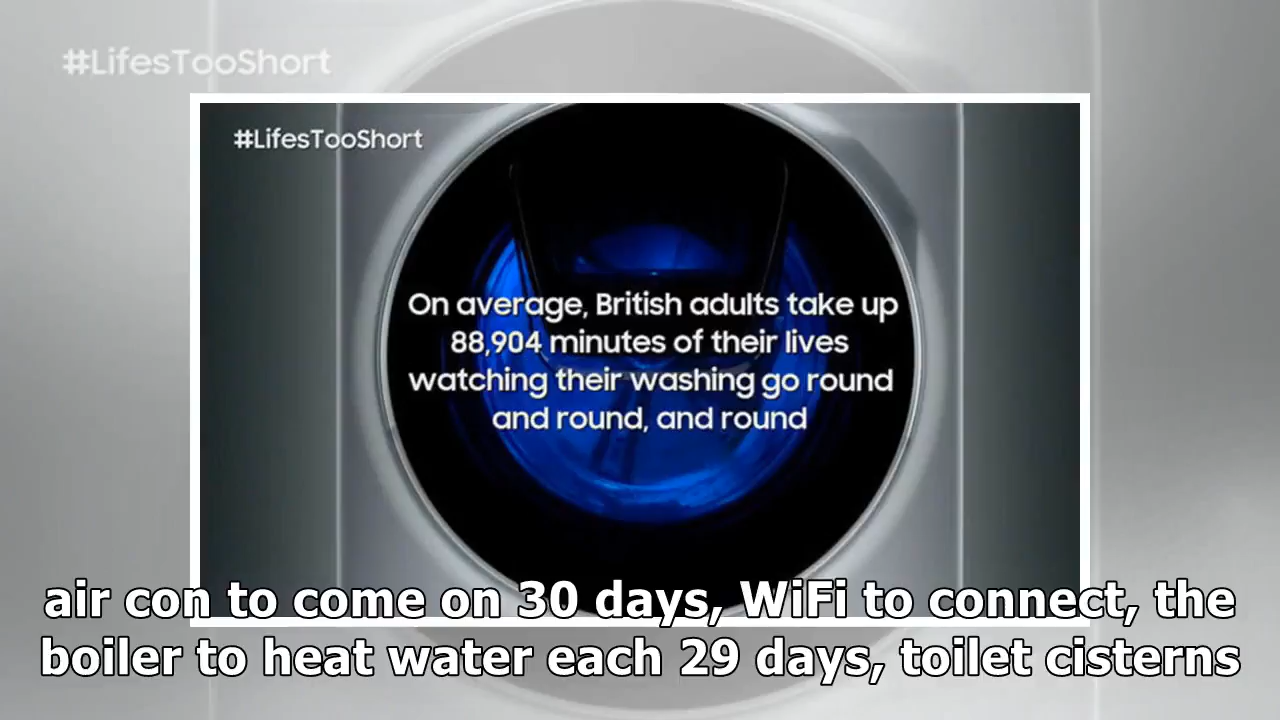 #LifesTooShort
#LifesTooShort
On average, British adults take up
88,904 minutes of their lives
watching their washing go round
and round, and round
air con to come on 30 days, WiFi to connect, the
boiler to heat water each 29 days, toilet cisterns